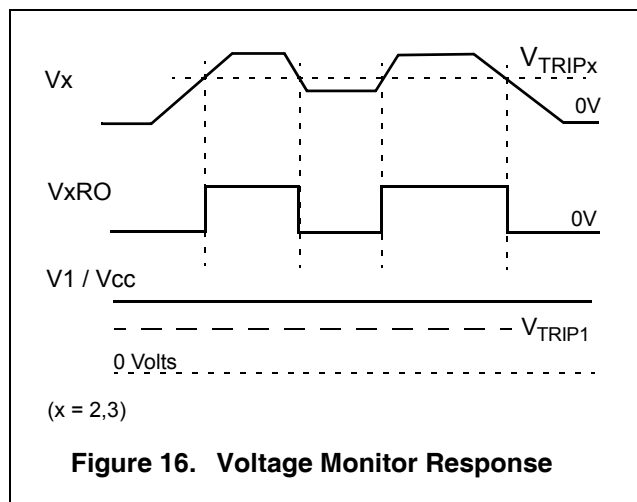 Vx
VTRIPx
0V
VxRO
0V
V1 / Vcc
VTRIP1
0 Volts
(x = 2,3)
Figure 16. Voltage Monitor Response